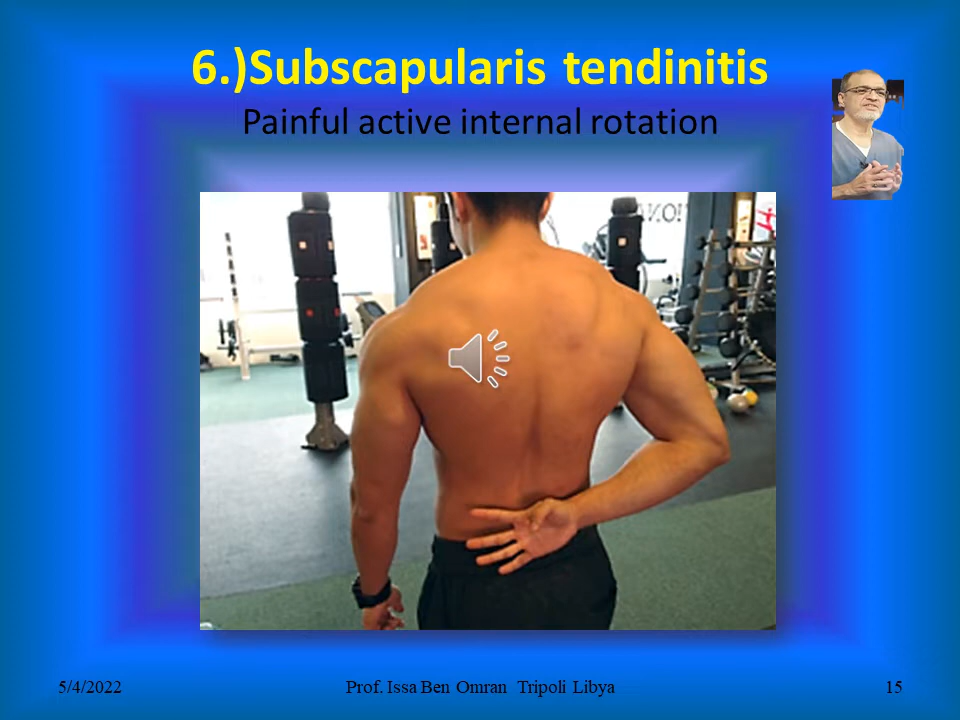 6.)Subscapularis tendinitis
Painful active internal rotation
5/4/2022
Prof. Issa Ben Omran Tripoli Libya
15